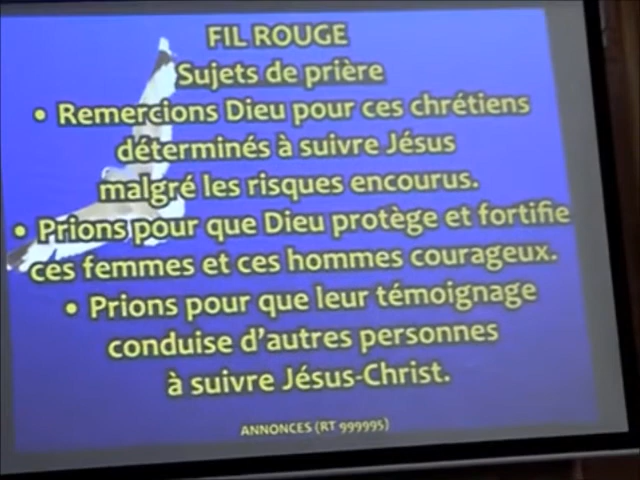 FIL ROUGE
Sujets de prière
• Remercions Dieu pour ces chrétiens
déterminés à suivre Jésus
malgré les risques encourus.
• Prions pour que Dieu protège et fortifie
ces femmes et ces hommes courageux.
• Prions pour que leur témoignage
conduise d'autres personnes
à suivre Jésus-Christ.
ANNONCES (RT 999995)